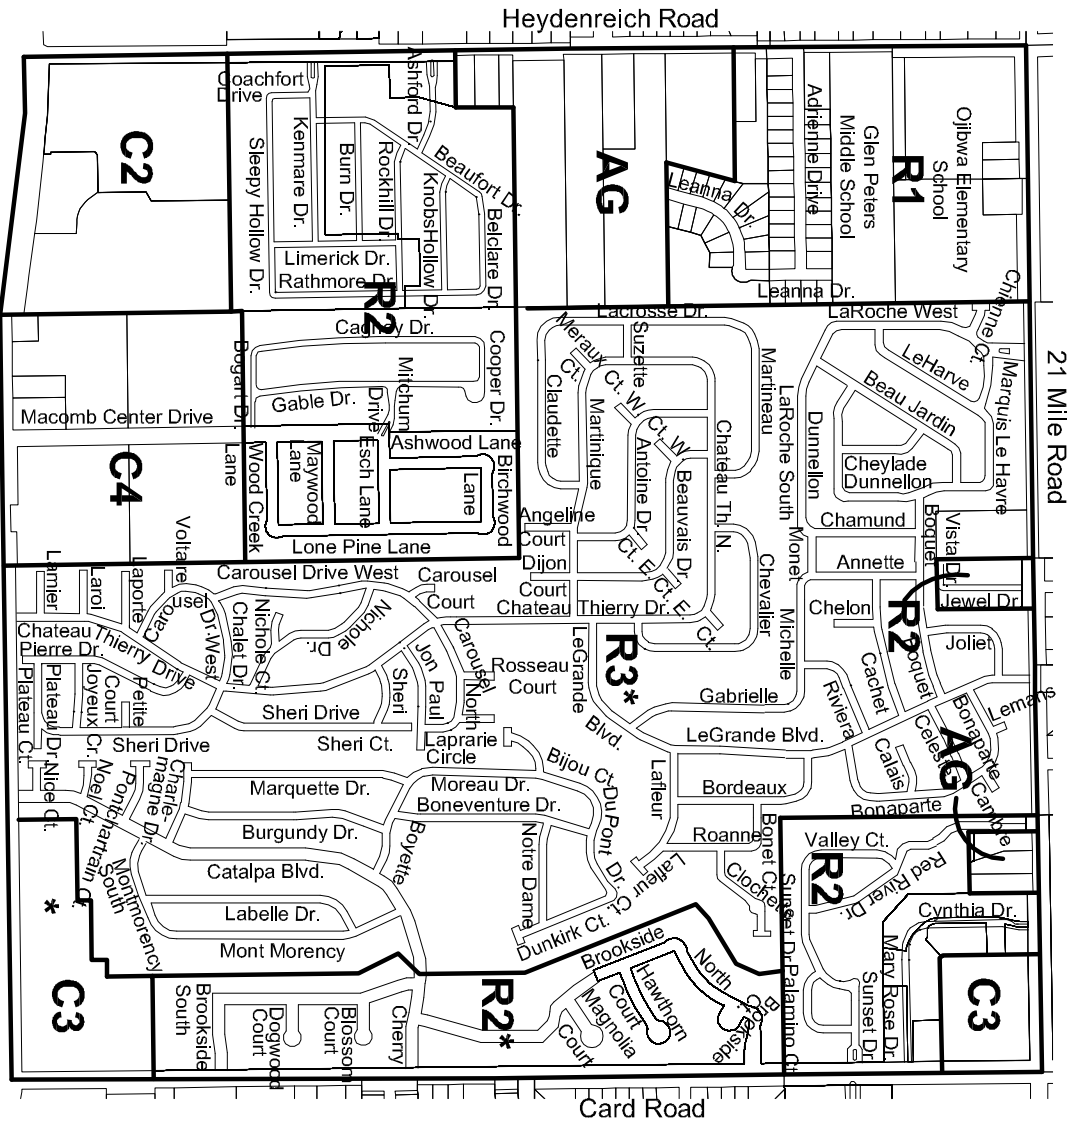 Heydenreich Road
Coachfort
Drive
Ashford Dr.
Beaufort Dr.
Kenmare Dr.
Burn Dr.
Rockhill Dr.
KnobsHollow Dr.
Belclare Dr.
Sleepy Hollow Dr.
Limerick Dr.
Rathmore Dr.
C2
R2
AG
Leanna Dr.
Adrienne Drive
Glen Peters
Middle School
R1
Ojibwa Elementary
School
Leanna Dr.
Chienne Ct.
21 Mile Road
Cagney Dr.
Bogart Dr.
Gable Dr.
Mitchum
Drive
Cooper Dr.
Macomb Center Drive
C4
Lane
Wood Creek
Maywood
Lane
Esch Lane
Ashwood Lane
Lane
Birchwood
Lone Pine Lane
Lacrosse Dr.
Meraux
Ct.
Suzette
Ct. W.
Ct. W.
Claudette
Martinique
Antoine Dr.
Beauvais Dr.
Chateau Th. N.
Martineau
Ct. E.
Ct. E.
Ct.
Angeline
Court
Dijon
Court
Chateau Thierry Dr.
Chevalier
LaRoche West
LaRoche South
LeHarve
Beau Jardin
Marquis Le Havre
Dunnellon
Cheylade
Dunnellon
Chamund
Boquet
Vista Dr.
Monet
Annette
Jewel Dr.
Chelon
R2
Boquet
Joliet
Michelle
Cachet
Riviera
Gabrielle
LeGrande Blvd.
LeGrande
Blvd.
R3*
Lemans
Bonaparte
Celeste
AG
Calais
Cambre
Bonaparte
Bordeaux
Lafleur
Roanne
Bonet Ct.
Clochette
Lafleur Ct.
Voltaire
Lamier
Laroi
Laporte
Carousel Drive West
Carousel
Court
Carousel
Dr.West
Chalet Dr.
Nichole Ct.
Nichole
Dr.
Carousel
North
Jon
Paul
Sheri
Rosseau
Court
Chateau
Thierry Drive
Pierre Dr.
Plateau Ct.
Plateau Dr.
Joyeux Cr.
Petite
Court
Sheri Drive
Sheri Drive
Sheri Ct.
Laprarie
Circle
Bijou Ct.
DuPont Dr.
Nice Ct.
Noel Ct.
Pontchartrain Ct.
Charle-
magne Dr.
Marquette Dr.
Moreau Dr.
Boneventure Dr.
Burgundy Dr.
Boyette
Notre Dame
Catalpa Blvd.
Labelle Dr.
Mont Morency
Montmorency
South
Dunkirk Ct.
*
C3
Brookside
South
Dogwood
Court
Blossom
Court
Cherry
R2*
Brookside
North
Hawthorn
Court
Magnolia
Court
Brookside
Ct.
Valley Ct.
R2
Red River Dr.
Sunset Dr.
Palamino Ct.
Cynthia Dr.
Mary Rose Dr.
Sunset Dr.
C3
Card Road